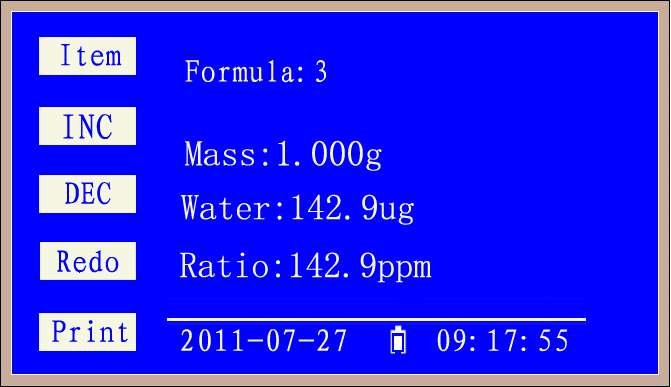 Item
Formula: 3
INC
Mass:1.000g
DEC
Water:142.9ug
Redo
Ratio:142.9ppm
Print
2011-07-27 09:17:55